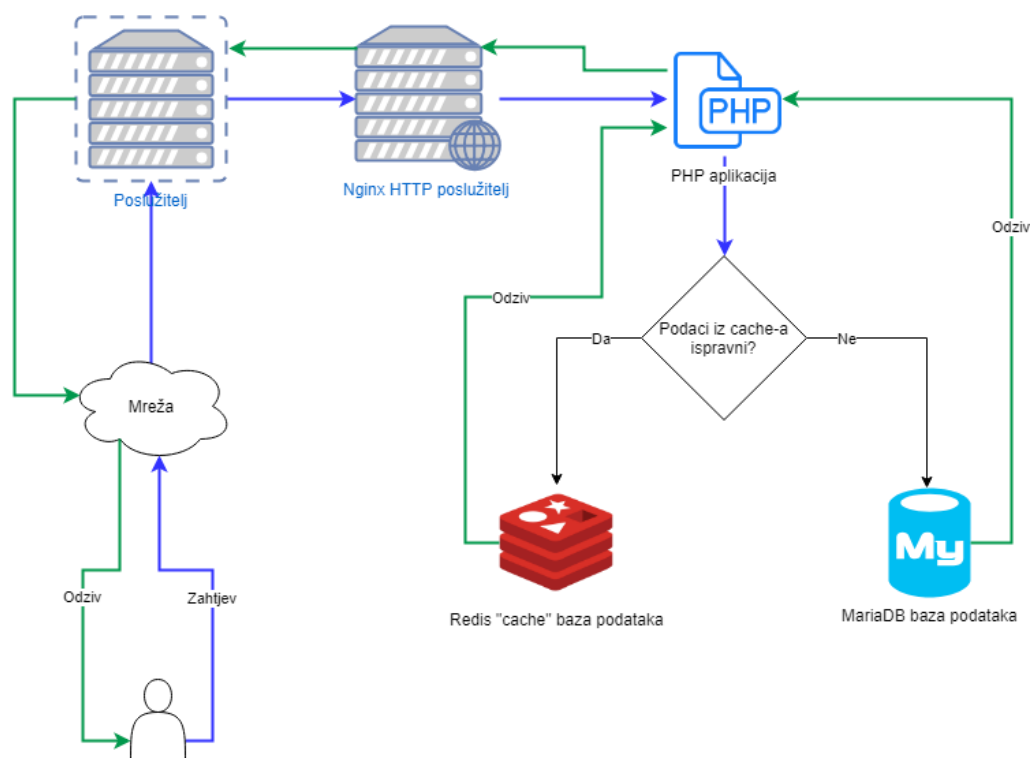 PHP
Poslužitelj
Nginx HTTP poslužitelj
PHP aplikacija
Odziv
Odziv
Podaci iz cache-a
ispravni?
Da
Ne
Mreža
My
Redis "cache" baza podataka
MariaDB baza podataka
Odziv
Zahtjev